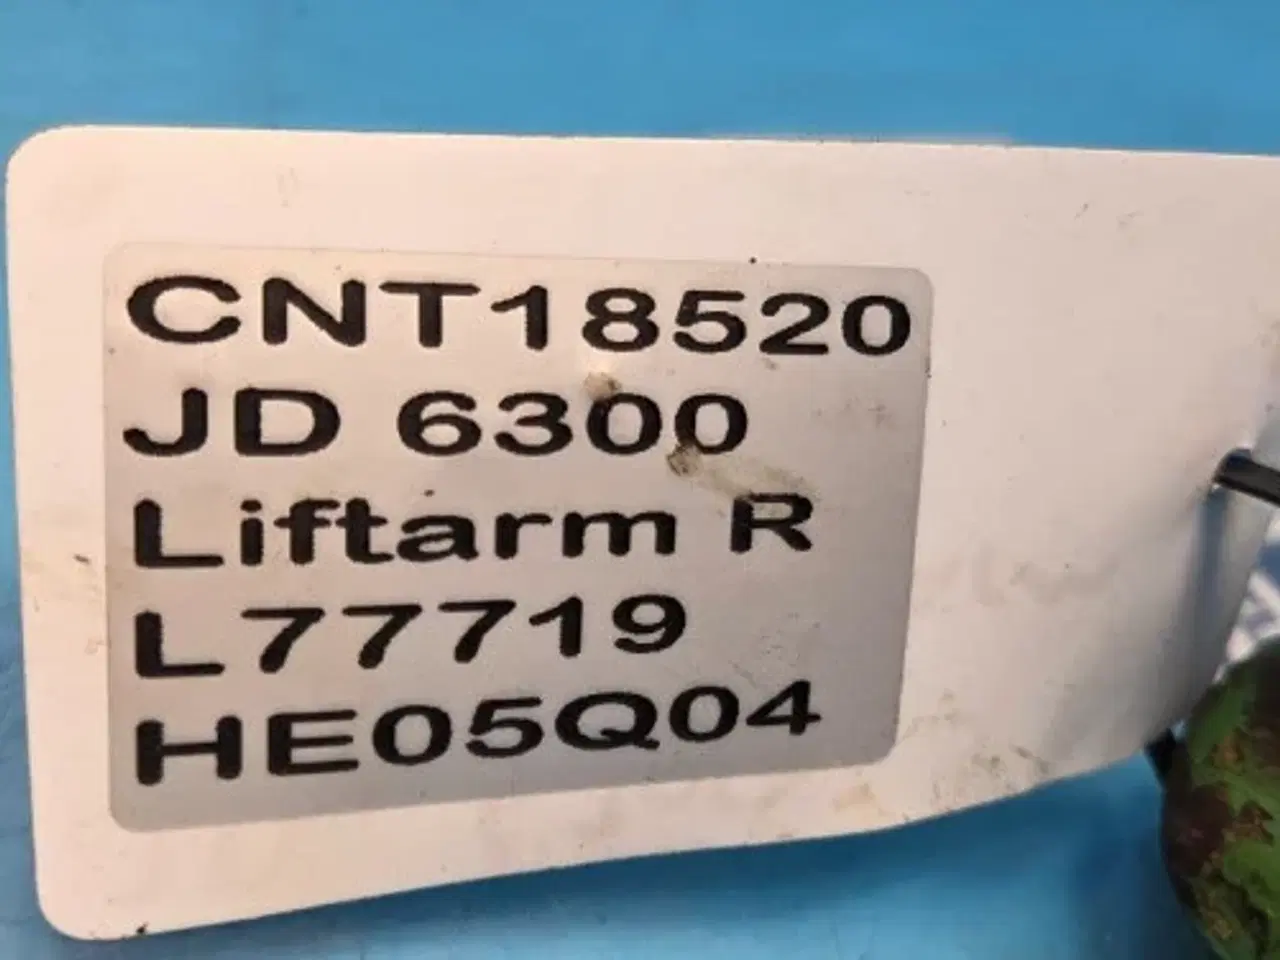 CNT18520
JD 6300
Liftarm R
L77719
HE05Q04